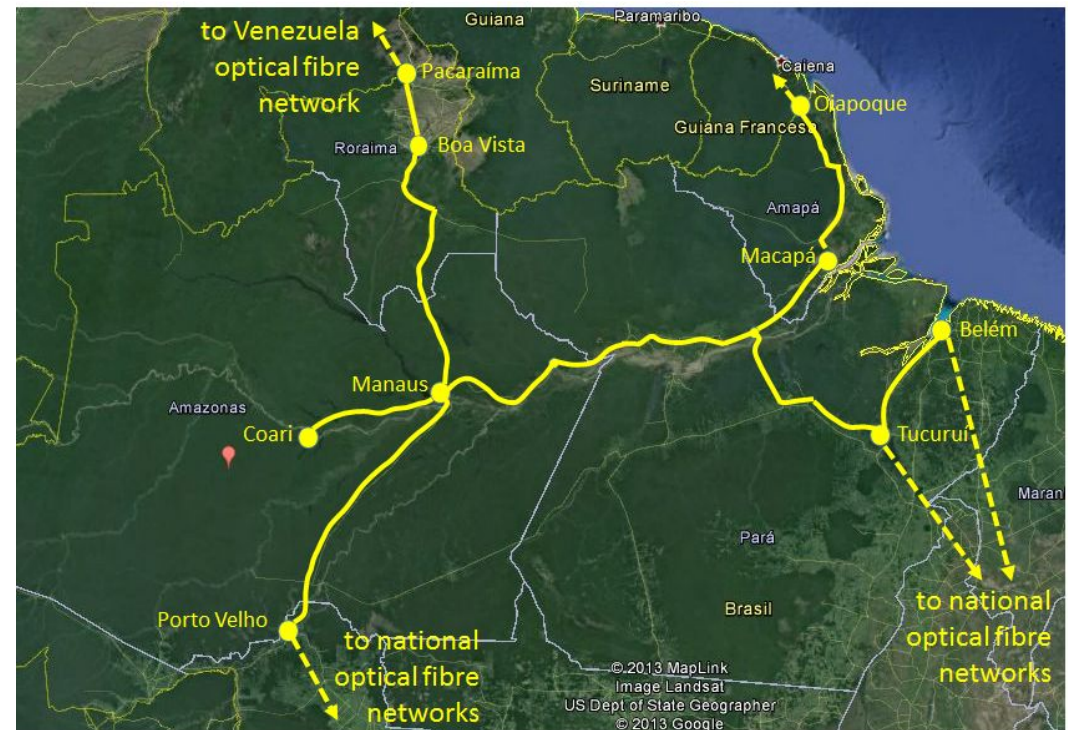 to Venezuela
optical fibre
network
Guiana
Paramaribo
Pacaraíma
Suriname
Caiena
Oiapoque
Guiana Francesa
Boa Vista
Roraima
Amapá
Macapá
Belém
Manaus
Amazonas
Coari
Tucuruí
Maran
Pará
Brasil
Porto Velho
to national
optical fibre
networks
to national
optical fibre
networks
© 2013 MapLink
Image Landsat
US Dept of State Geographer
© 2013 Google